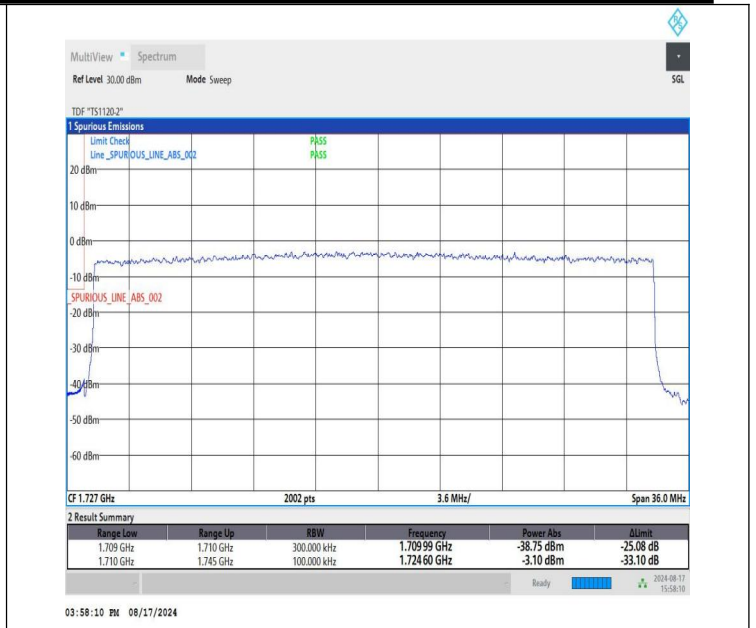 MultiView Spectrum
Ref Level 30.00 dBm Mode Sweep SGL
TDF "TS1120-2"
1 Spurious Emissions
Limit Check PASS
Line _SPURIOUS_LINE_ABS_002 PASS
20 dBm
10 dBm
0 dBm
-10 dBm
_SPURIOUS_LINE_ABS_002
-20 dBm
-30 dBm
-40 dBm
-50 dBm
-60 dBm
CF 1.727 GHz 2002 pts 3.6 MHz/ Span 36.0 MHz
2 Result Summary
Range Low Range Up RBW Frequency Power Abs ΔLimit
1.709 GHz 1.710 GHz 300.000 kHz 1.70999 GHz -38.75 dBm -25.08 dB
1.710 GHz 1.745 GHz 100.000 kHz 1.72460 GHz -3.10 dBm -33.10 dB
Ready 2024-08-17
15:58:10
03:58:10 PM 08/17/2024